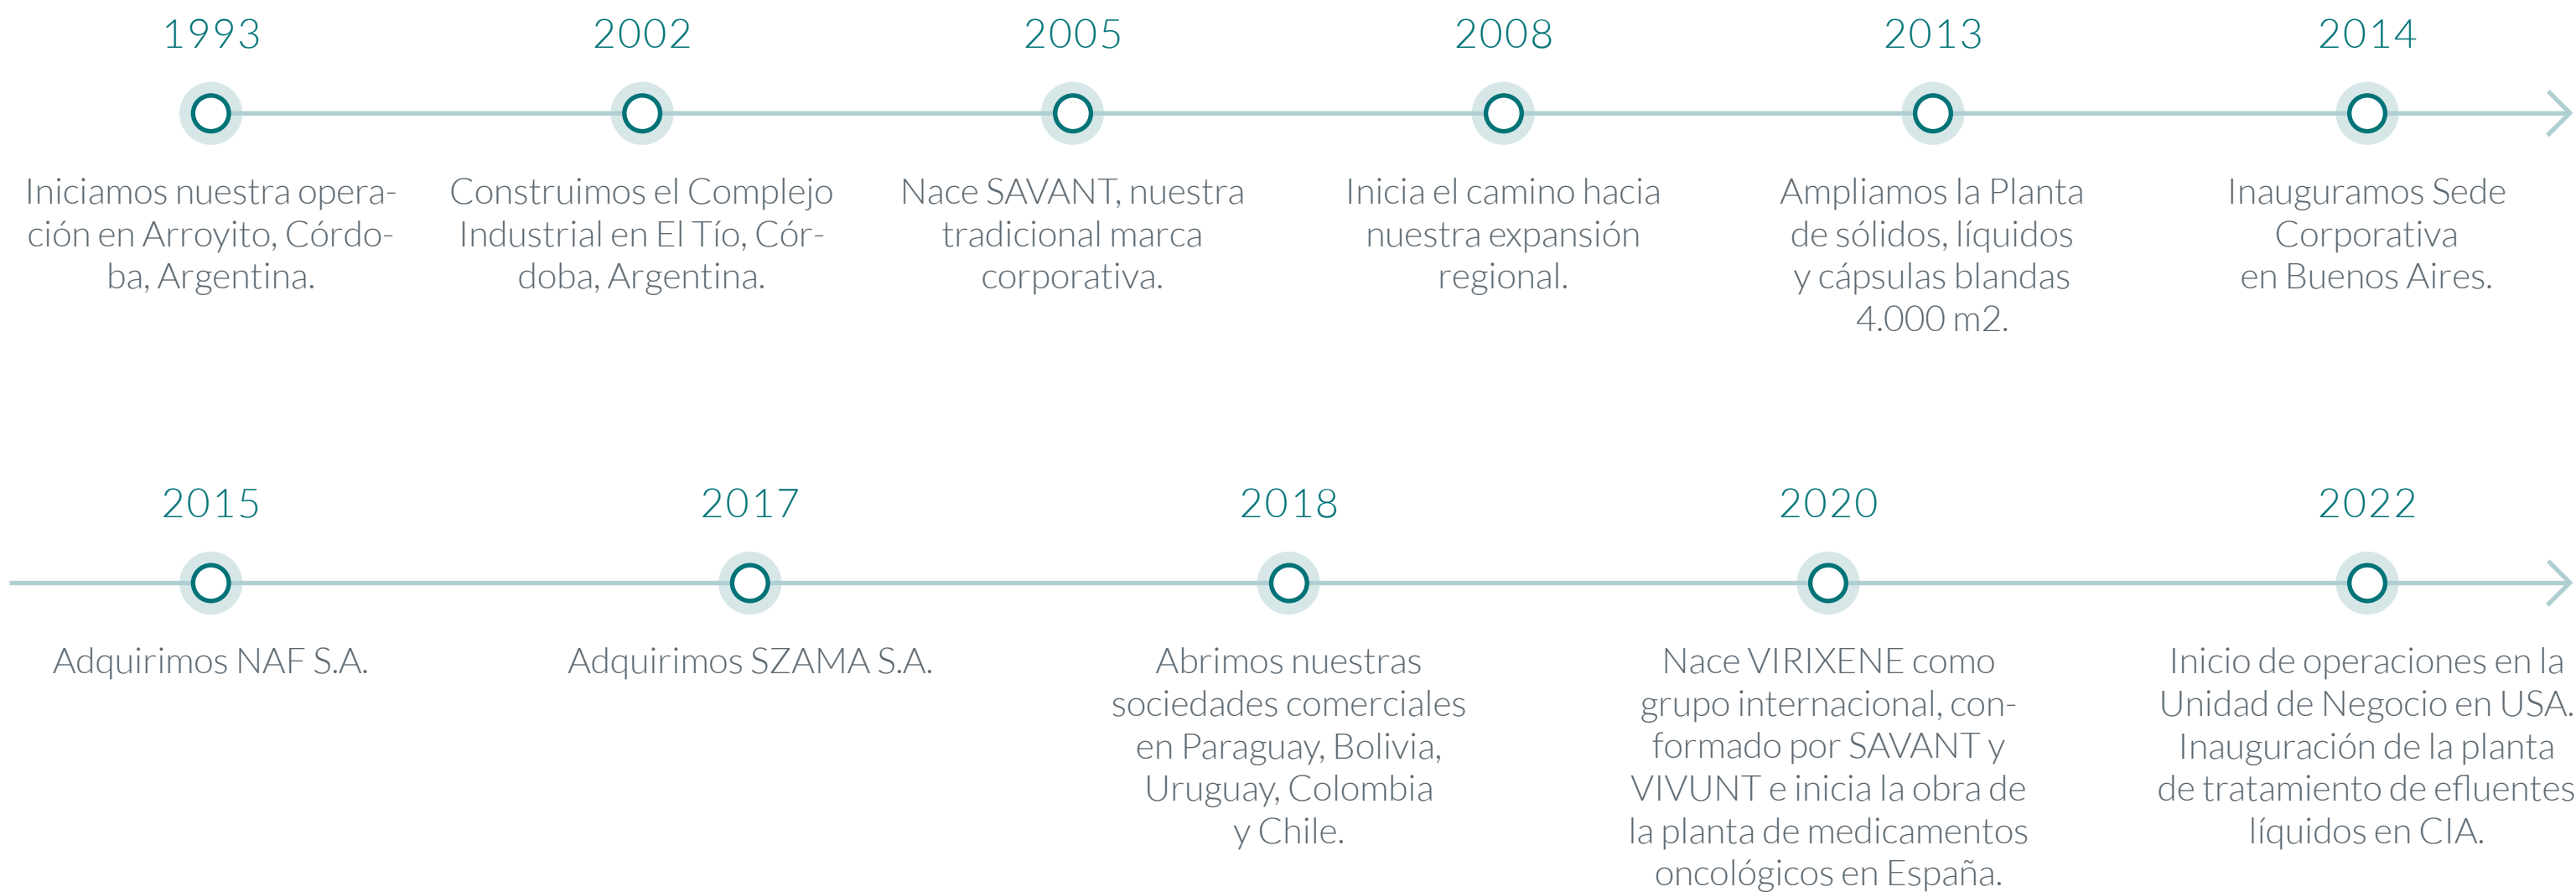 1993
Iniciamos nuestra opera-
ción en Arroyito, Córdo-
ba, Argentina.
2002
Construimos el Complejo
Industrial en El Tío, Cór-
doba, Argentina.
2005
Nace SAVANT, nuestra
tradicional marca
corporativa.
2008
Inicia el camino hacia
nuestra expansión
regional.
2013
Ampliamos la Planta
de sólidos, líquidos
y cápsulas blandas
4.000 m2.
2014
Inauguramos Sede
Corporativa
en Buenos Aires.
2015
Adquirimos NAF S.A.
2017
Adquirimos SZAMA S.A.
2018
Abrimos nuestras
sociedades comerciales
en Paraguay, Bolivia,
Uruguay, Colombia
y Chile.
2020
Nace VIRIXENE como
grupo internacional, con-
formado por SAVANT y
VIVUNT e inicia la obra de
la planta de medicamentos
oncológicos en España.
2022
Inicio de operaciones en la
Unidad de Negocio en USA.
Inauguración de la planta
de tratamiento de efluentes
líquidos en CIA.